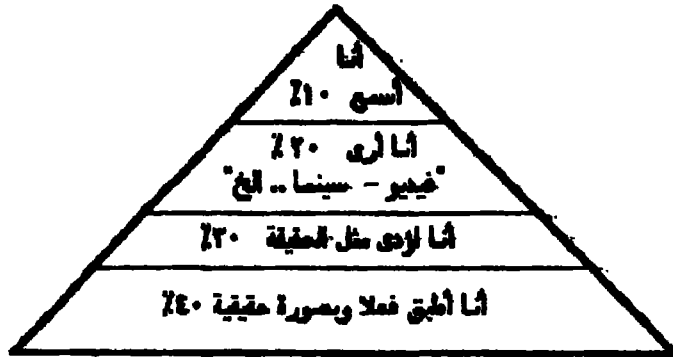 أنا
أسمع ١٠٪
أنا أرى ٢٠٪
"فيديو - سينما .. الخ"
أنا أؤدى مثل الحقيقة ٣٠٪
أنا أطبق فعلا وبصورة حقيقية ٤٠٪